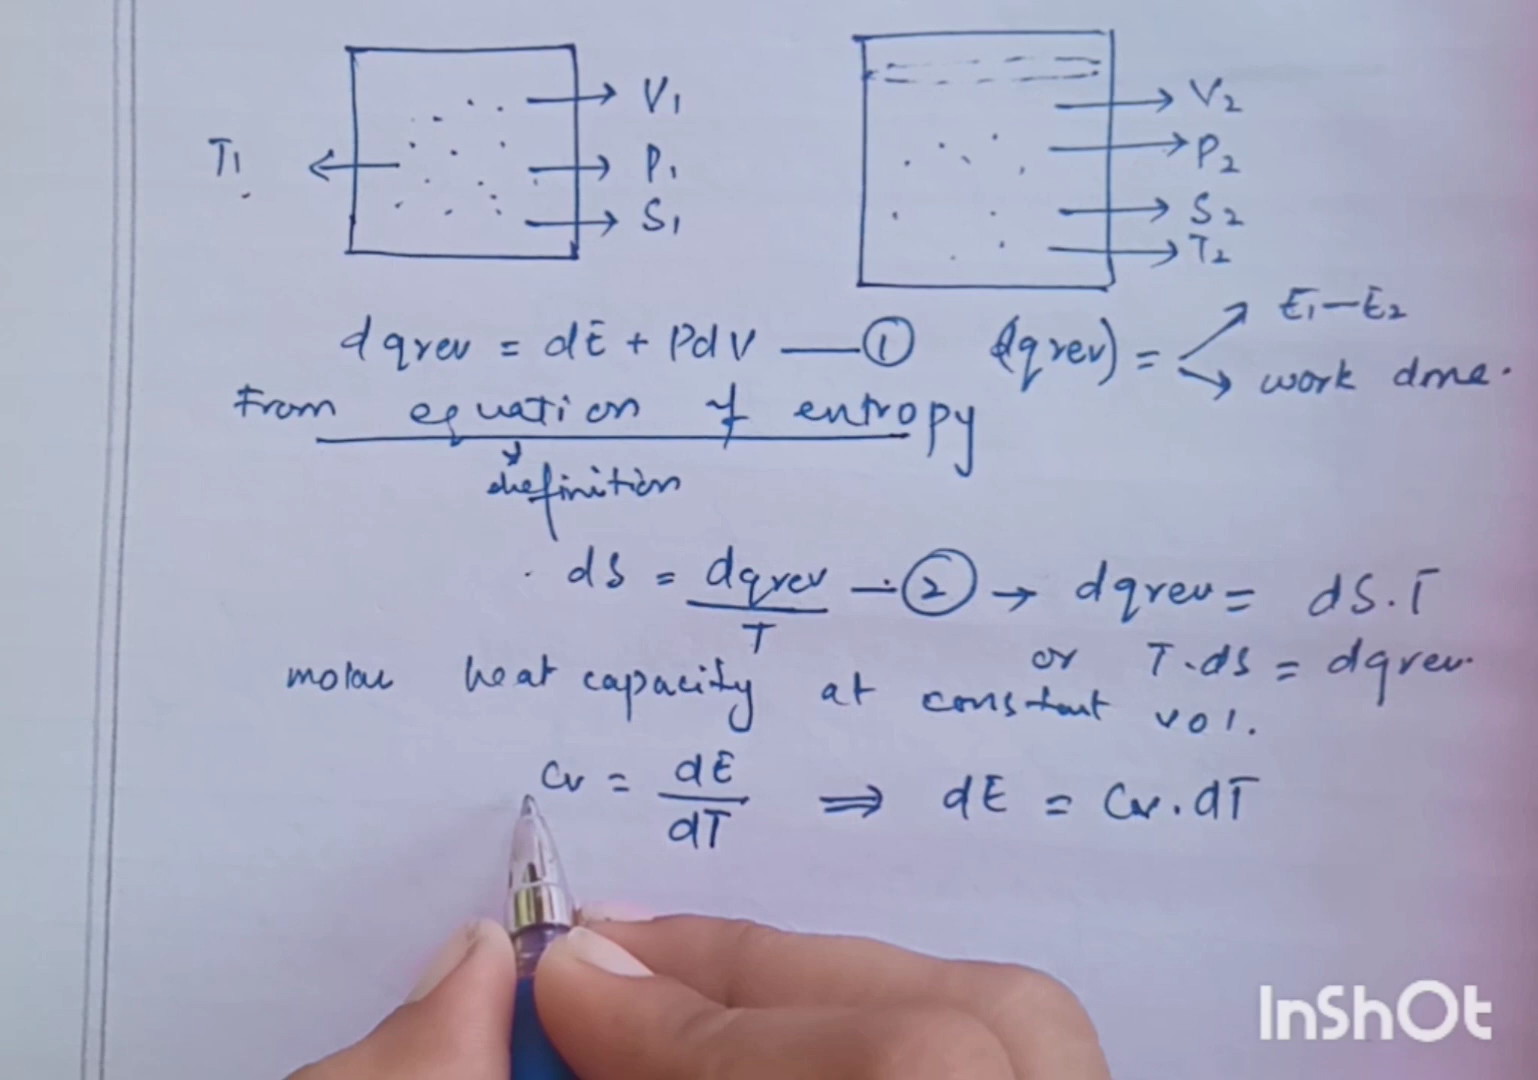 V₁
T₁
P₁
S₁
V₂
P₂
S₂
T₂
dqrev = dE + PdV —①
(dqrev) =
E₁—E₂
work done.
From equation of entropy
definition
dS = dqrev/T —② → dqrev = dS.T
or T.ds = dqrev.
molar heat capacity at constant vol.
Cv = dE/dT ⇒ dE = Cv.dT
InShOt